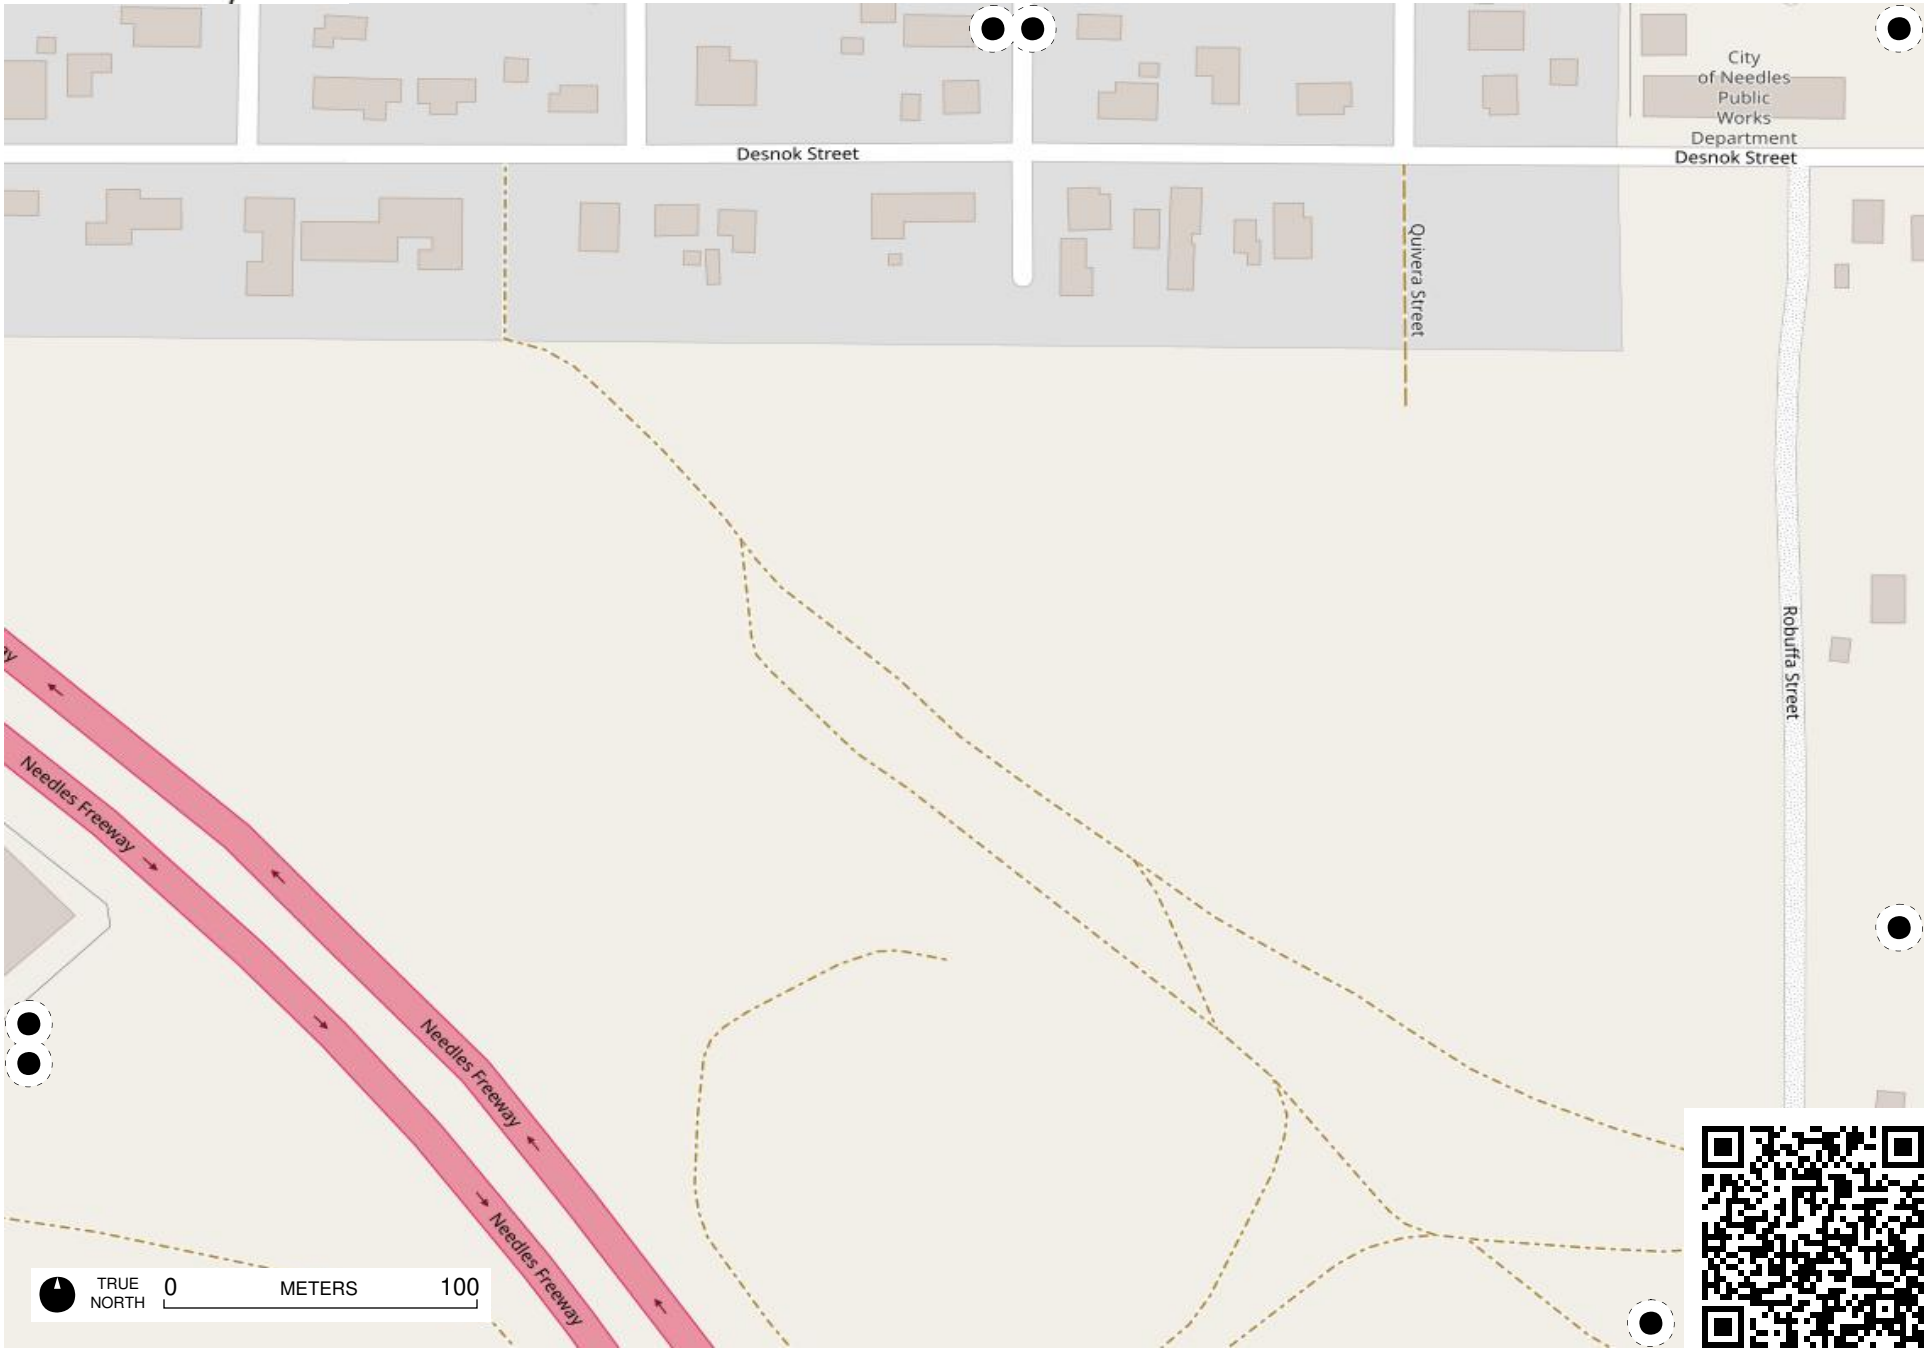 City
of Needles
Public
Works
Department
Desnok Street
Desnok Street
Quivera Street
Robuffa Street
Needles Freeway
Needles Freeway
Needles Freeway
TRUE
NORTH
0 METERS 100